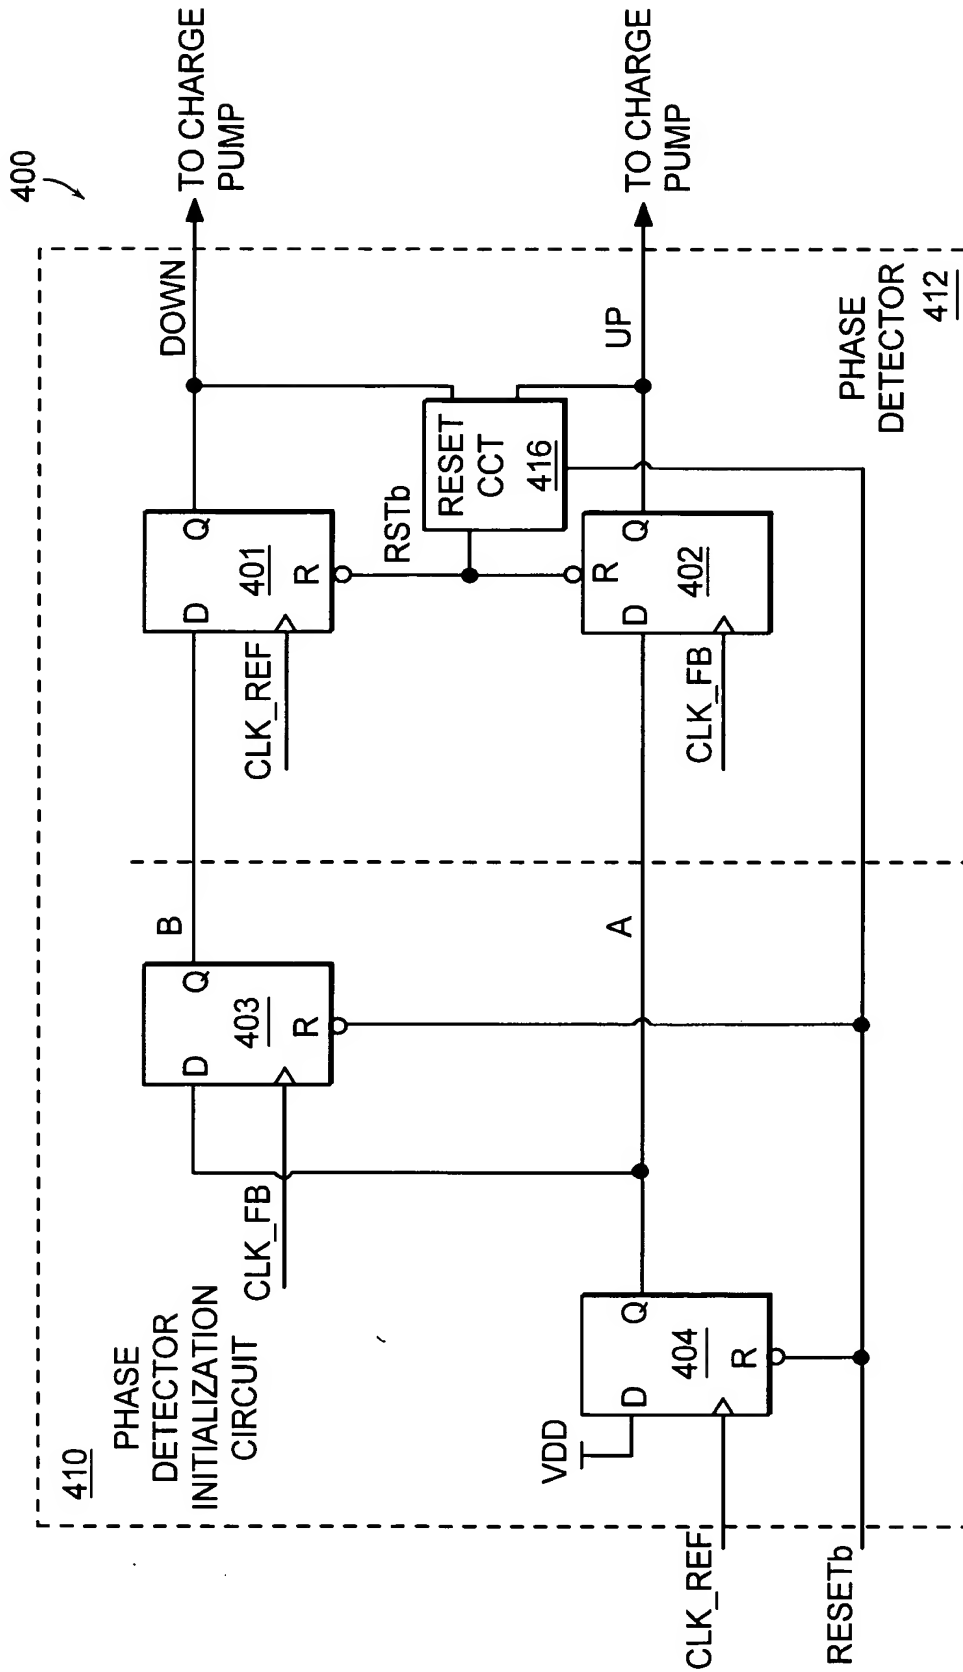 400
410
PHASE
DETECTOR
INITIALIZATION
CIRCUIT
CLK_FB
D
Q
403
R
B
CLK_REF
D
Q
401
R
DOWN
TO CHARGE
PUMP
RSTb
RESET
CCT
416
VDD
D
Q
404
R
CLK_REF
A
CLK_FB
D
Q
402
R
UP
TO CHARGE
PUMP
PHASE
DETECTOR
412
RESETb